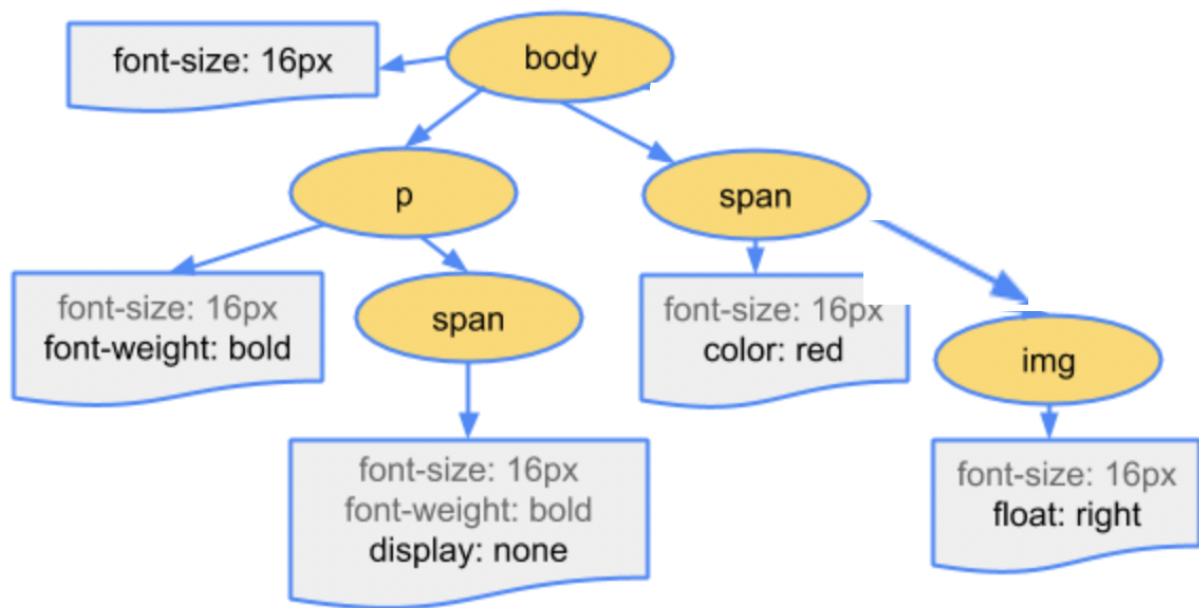 font-size: 16px
body
p
span
font-size: 16px
font-weight: bold
span
font-size: 16px
color: red
img
font-size: 16px
font-weight: bold
display: none
font-size: 16px
float: right